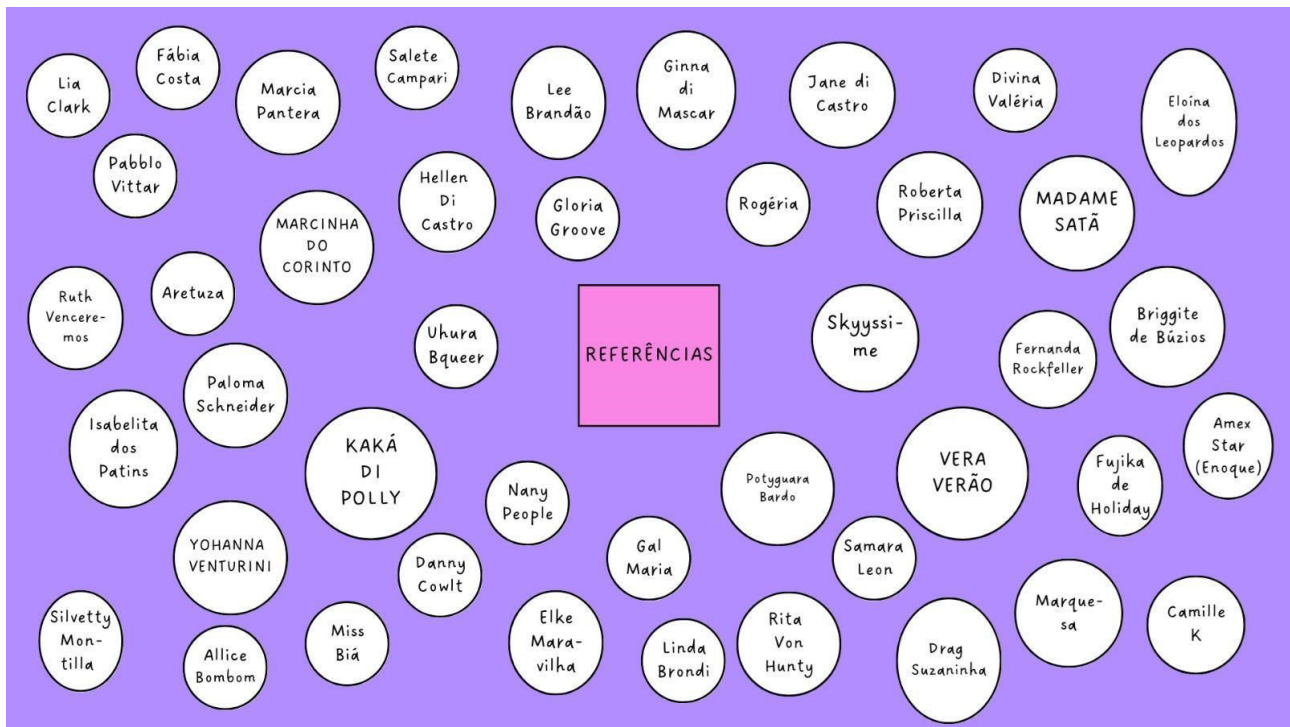 Lia
Clark
Fábia
Costa
Marcia
Pantera
Salete
Campari
Lee
Brandão
Ginna
di
Mascar
Jane di
Castro
Divina
Valéria
Eloína
dos
Leopardos
Pabblo
Vittar
MARCINHA
DO
CORINTO
Hellen
Di
Castro
Gloria
Groove
Rogéria
Roberta
Priscilla
MADAME
SATÃ
Ruth
Vencere-
mos
Aretuza
Uhura
Bqueer
REFERÊNCIAS
Skyyssi-
me
Fernanda
Rockfeller
Briggite
de Búzios
Paloma
Schneider
Isabelita
dos
Patins
KAKÁ
DI
POLLY
Nany
People
Potyguara
Bardo
VERA
VERÃO
Fujika
de
Holiday
Amex
Star
(Enoque)
YOHANNA
VENTURINI
Danny
Cowlt
Gal
Maria
Samara
Leon
Silvetty
Mon-
tilla
Allice
Bombom
Miss
Biá
Elke
Mara-
vilha
Linda
Brondi
Rita
Von
Hunty
Drag
Suzaninha
Marque-
sa
Camille
K